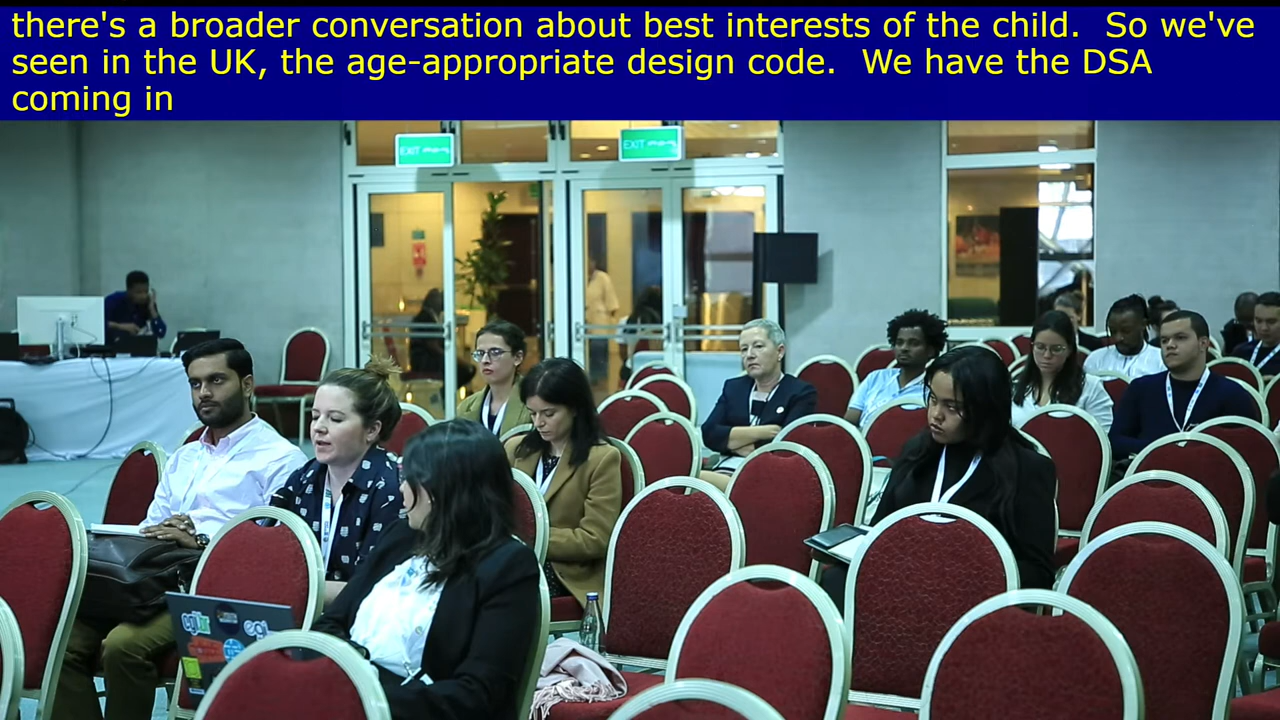 there's a broader conversation about best interests of the child.  So we've
seen in the UK, the age-appropriate design code.  We have the DSA
coming in
EXIT
EXIT